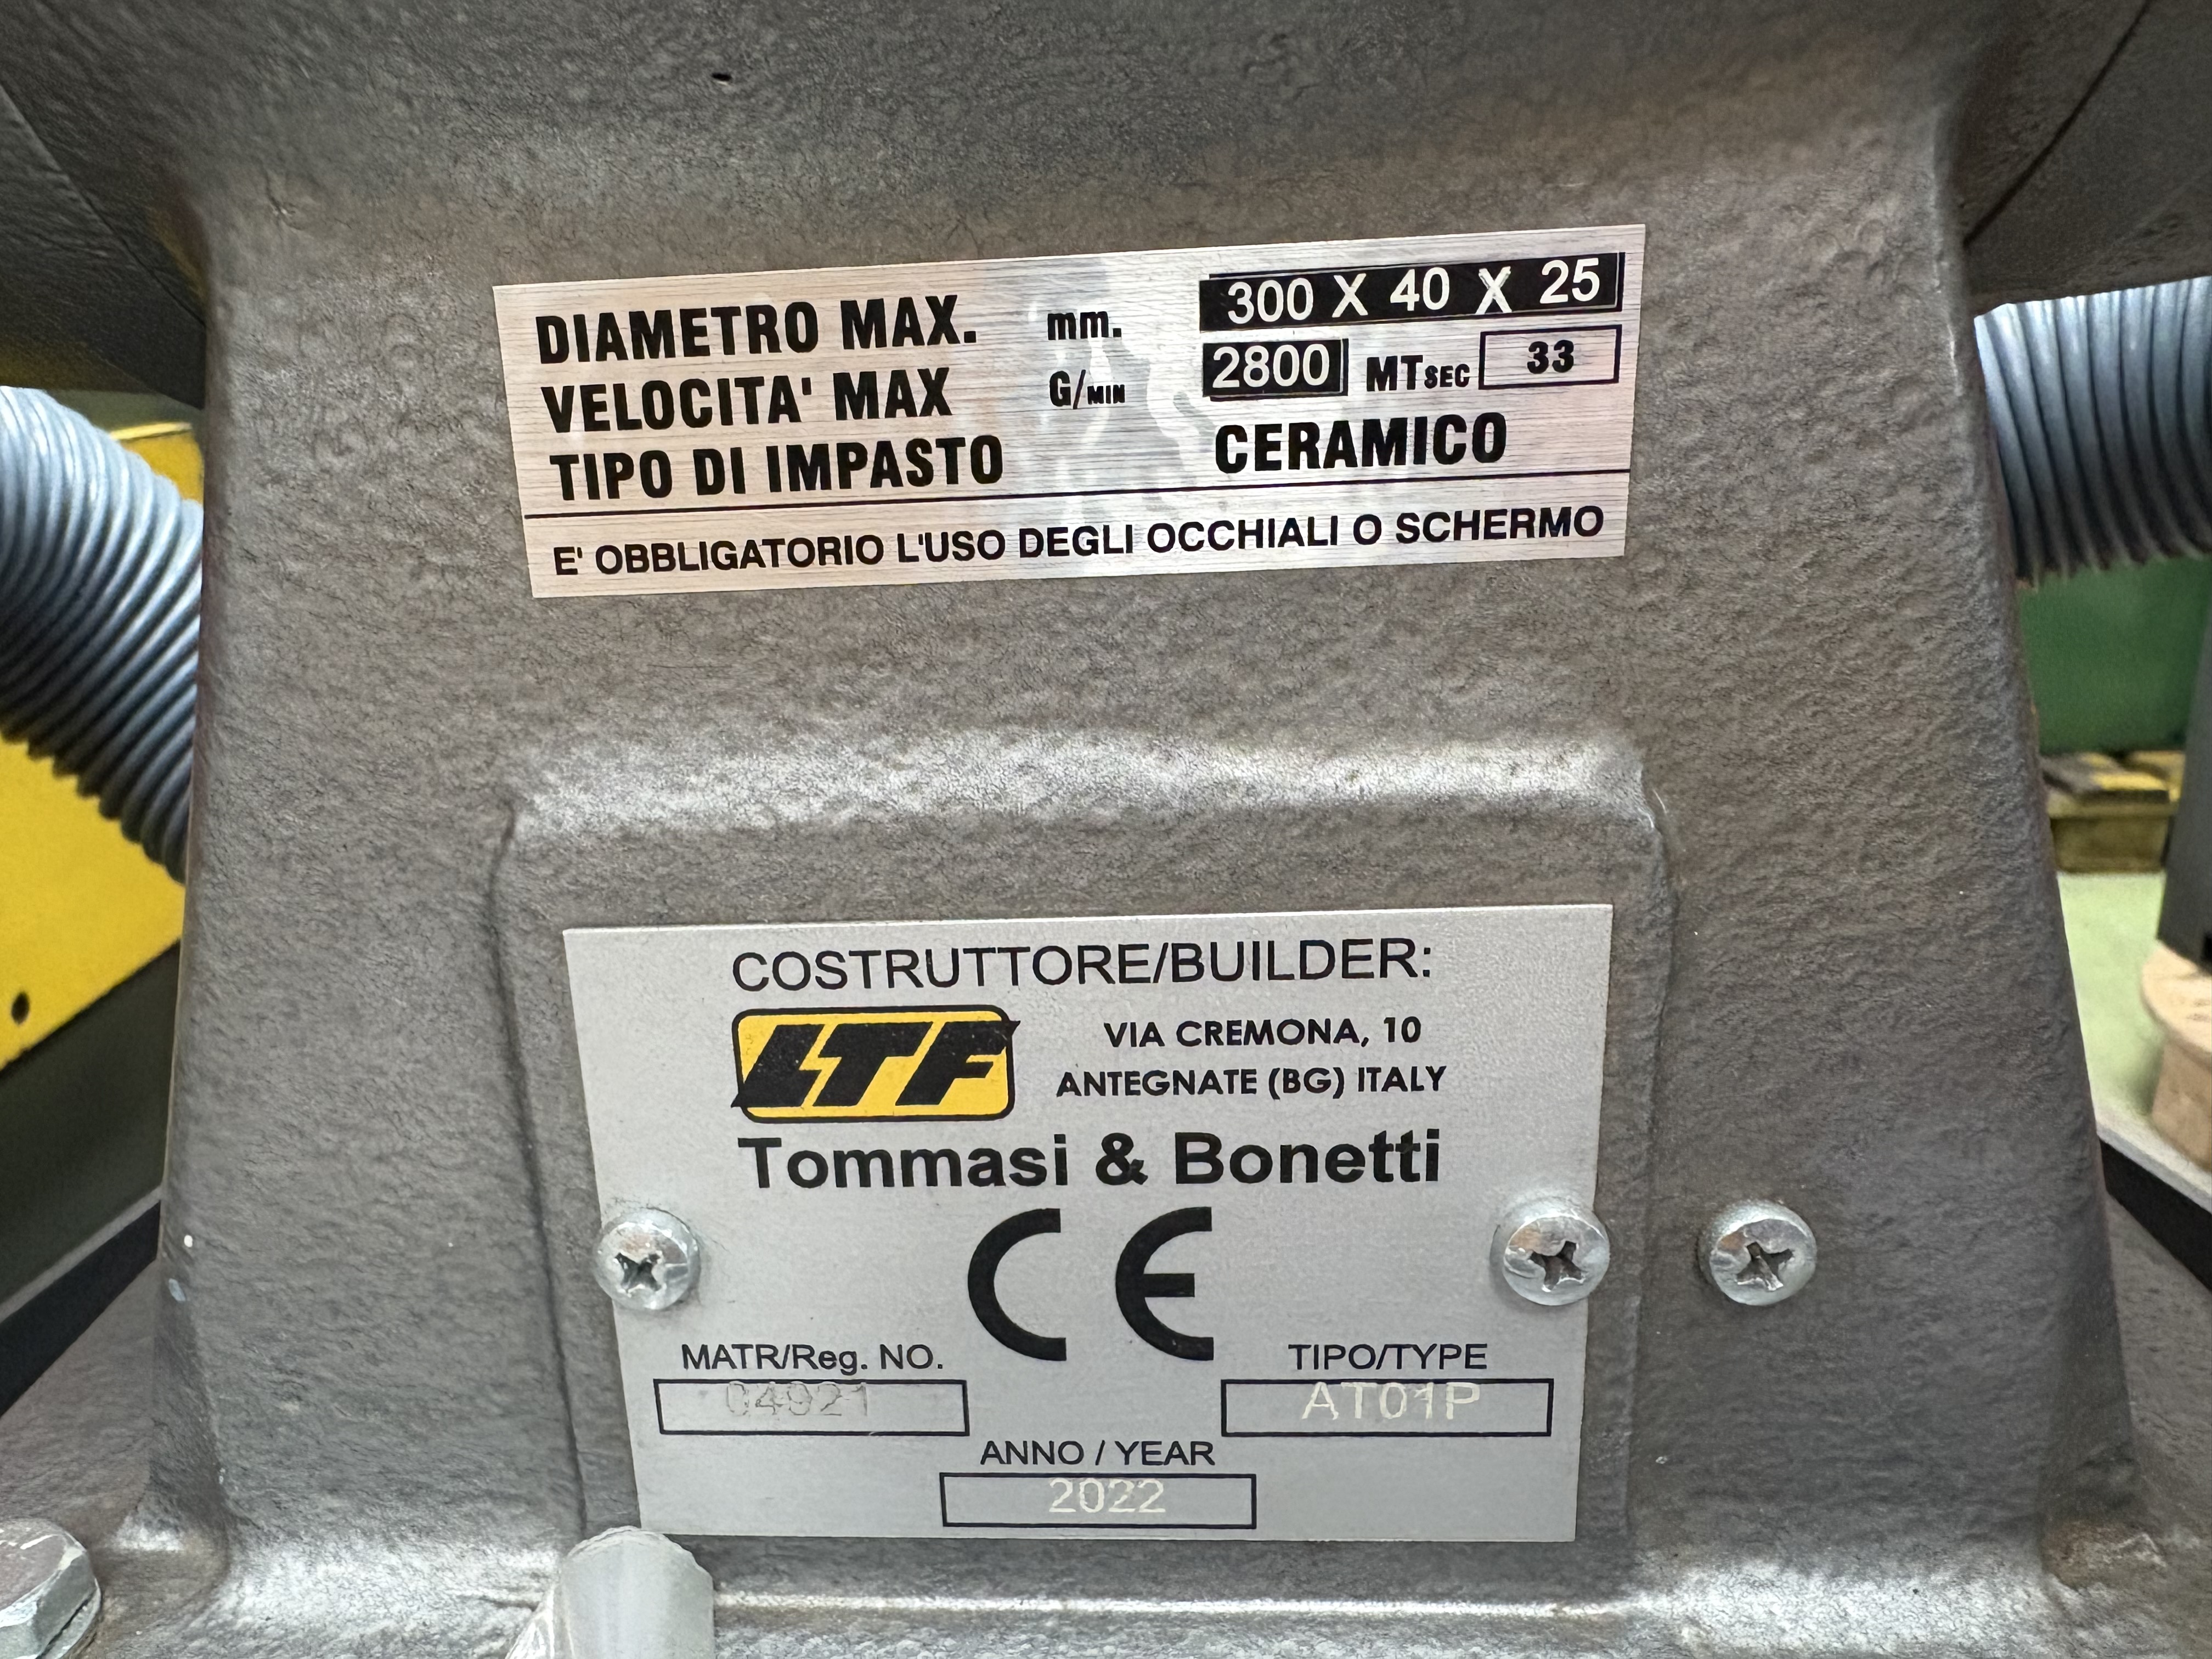 DIAMETRO MAX. mm. 300 X 40 X 25
VELOCITA' MAX G/MIN 2800 MTSEC 33
TIPO DI IMPASTO CERAMICO
E' OBBLIGATORIO L'USO DEGLI OCCHIALI O SCHERMO
COSTRUTTORE/BUILDER:
LTF
VIA CREMONA, 10
ANTEGNATE (BG) ITALY
Tommasi & Bonetti
CE
MATR/Reg. NO.
04921
TIPO/TYPE
AT01P
ANNO / YEAR
2022